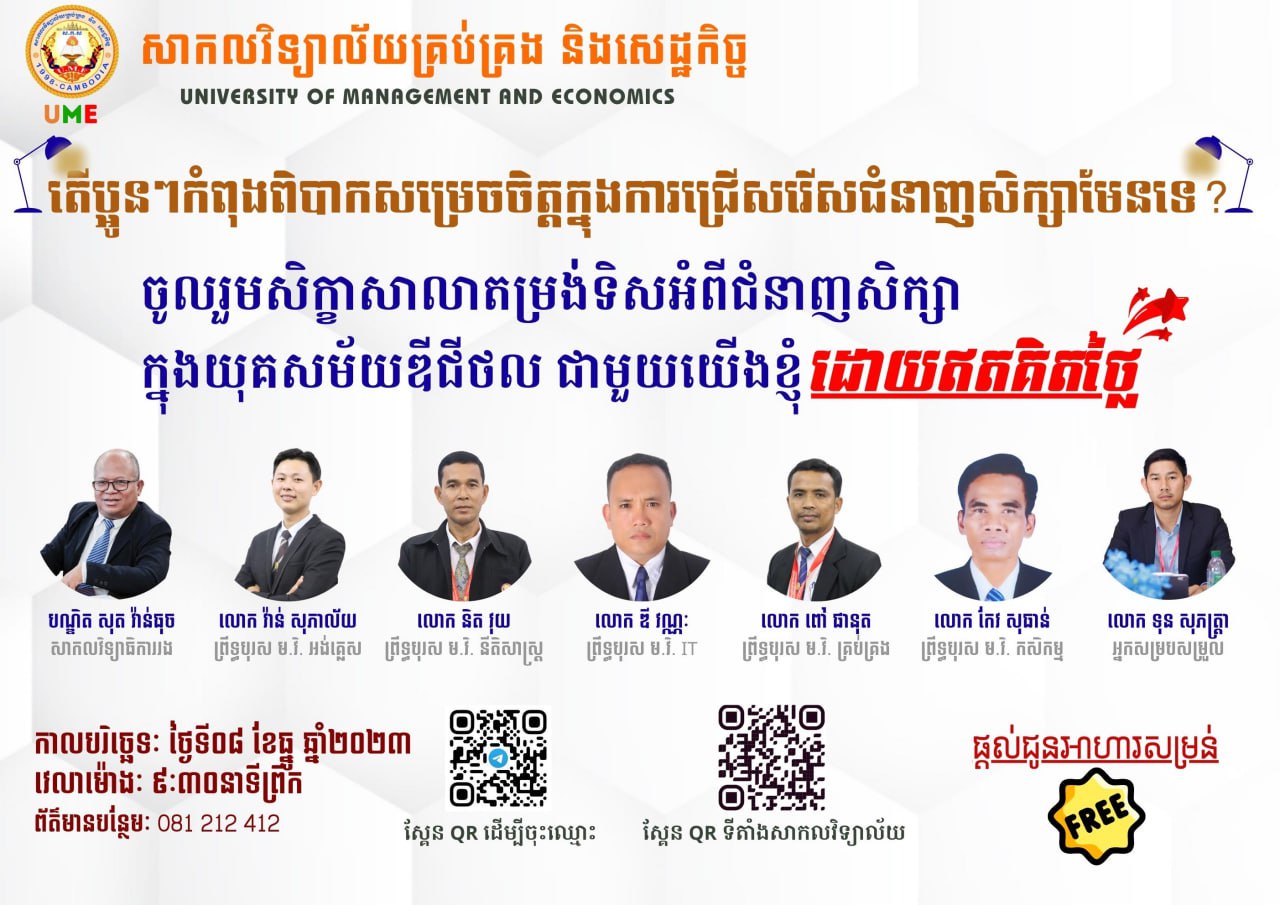 សាកលវិទ្យាល័យគ្រប់គ្រង និងសេដ្ឋកិច្ច
UNIVERSITY OF MANAGEMENT AND ECONOMICS
1998-CAMBODIA
UME
តើប្អូនៗកំពុងពិបាកសម្រេចចិត្តក្នុងការជ្រើសរើសជំនាញសិក្សាមែនទេ ?
ចូលរួមសិក្ខាសាលាតម្រង់ទិសអំពីជំនាញសិក្សា
ក្នុងយុគសម័យឌីជីថល ជាមួយយើងខ្ញុំ ដោយឥតគិតថ្លៃ
បណ្ឌិត សុត វ៉ាន់ធុច
សាកលវិទ្យាធិការរង
លោក វ៉ាន់ សុភាល័យ
ព្រឹទ្ធបុរស ម.វិ. អង់គ្លេស
លោក និត វុយ
ព្រឹទ្ធបុរស ម.វិ. នីតិសាស្ត្រ
លោក ឌី វណ្ណៈ
ព្រឹទ្ធបុរស ម.វិ. IT
លោក ពៅ ផានុត
ព្រឹទ្ធបុរស ម.វិ. គ្រប់គ្រង
លោក កែវ សុធាន់
ព្រឹទ្ធបុរស ម.វិ. កសិកម្ម
លោក ទុន សុភត្ត្រា
អ្នកសម្របសម្រួល
កាលបរិច្ឆេទៈ ថ្ងៃទី០៨ ខែធ្នូ ឆ្នាំ២០២៣
វេលាម៉ោងៈ ៩:៣០នាទីព្រឹក
ព័ត៌មានបន្ថែមៈ 081 212 412
ស្កែន QR ដើម្បីចុះឈ្មោះ
ស្កែន QR ទីតាំងសាកលវិទ្យាល័យ
ផ្តល់ជូនអាហារសម្រន់
FREE